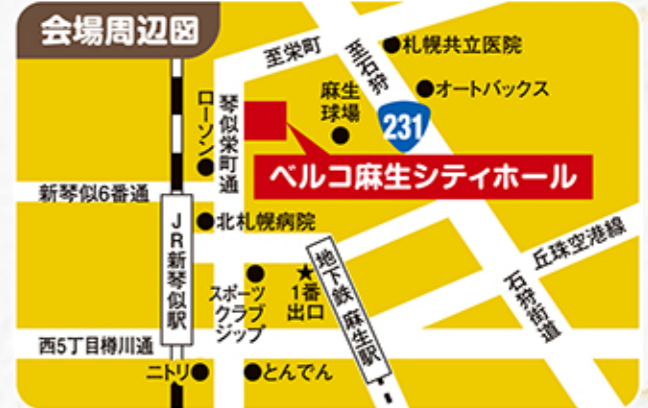 会場周辺図
至栄町
至石狩
札幌共立医院
オートバックス
麻生
球場
231
ローソン
琴似栄町通
ベルコ麻生シティホール
新琴似6番通
JR新琴似駅
北札幌病院
地下鉄 麻生駅
丘珠空港線
石狩街道
スポーツ
クラブ
ジップ
★
1番
出口
西5丁目樽川通
ニトリ
とんでん